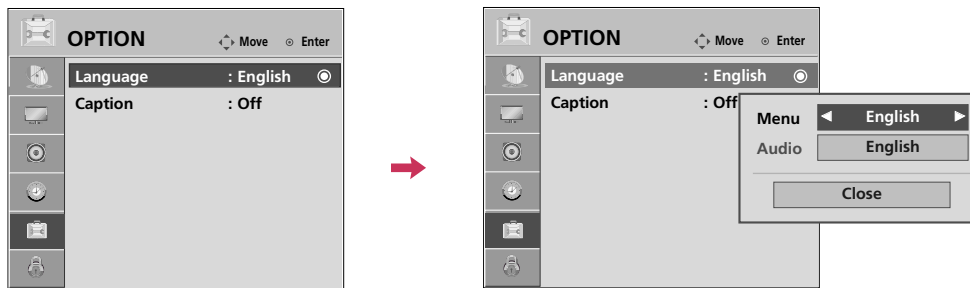 OPTION Move Enter
Language : English
Caption : Off
OPTION Move Enter
Language : English
Caption : Off
Menu ◀ English ▶
Audio English
Close